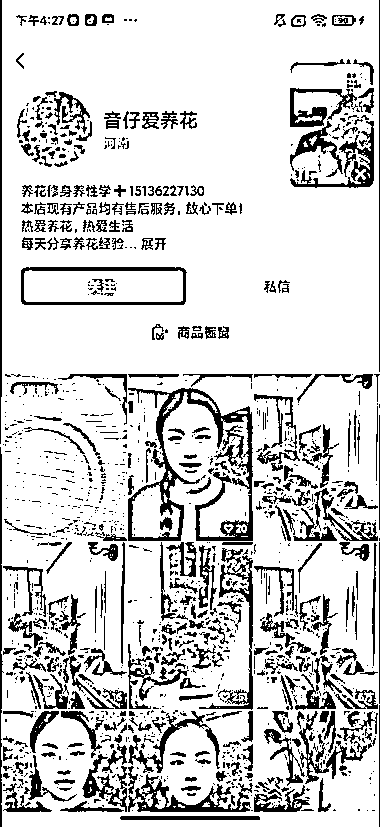 下午4:27
90
音仔爱养花
河南
养花修身养性学➕15136227130
本店现有产品均有售后服务，放心下单！
热爱养花，热爱生活
每天分享养花经验... 展开
关注
私信
商品橱窗